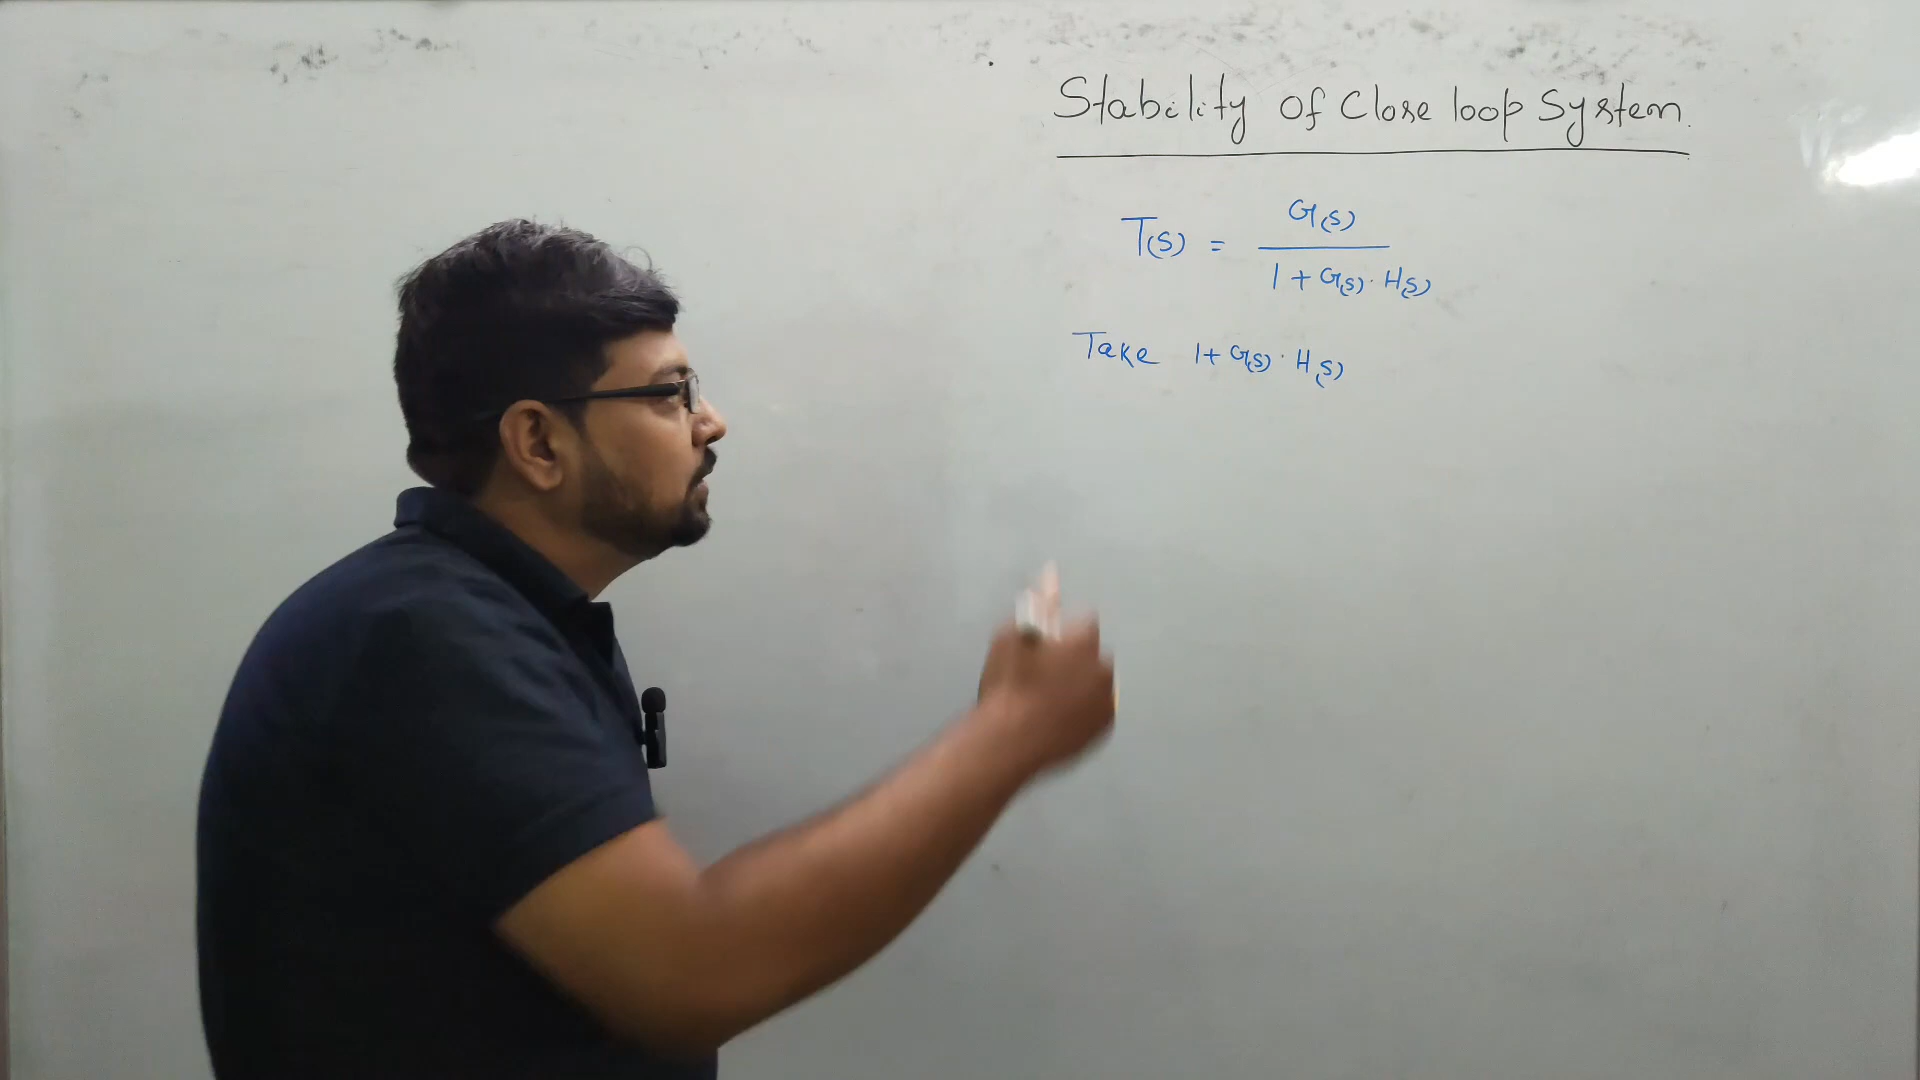 Stability of Close loop System.
T(s) = G(s) / 1 + G(s) · H(s)
Take 1 + G(s) · H(s)